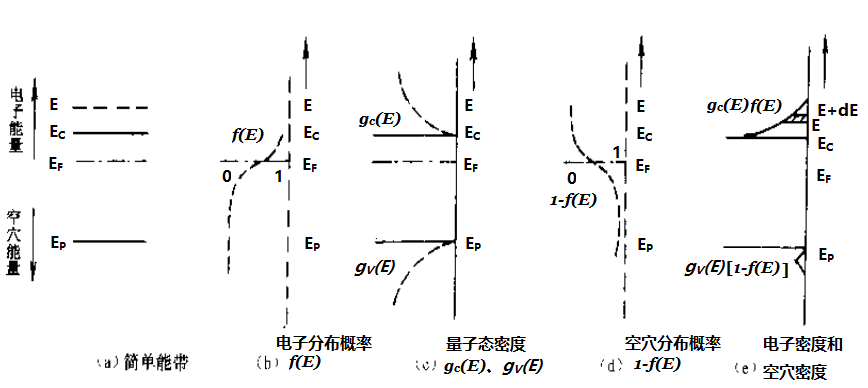 电子能量
空穴能量
E
E_C
E_F
E_P
(a)简单能带
f(E)
0
1
E
E_C
E_F
E_P
(b)
电子分布概率
f(E)
g_C(E)
g_V(E)
E
E_C
E_F
E_P
(c)
量子态密度
g_C(E)、g_V(E)
1
0
1-f(E)
E
E_C
E_F
E_P
(d)
空穴分布概率
1-f(E)
g_C(E)f(E)
E+dE
E
E_C
E_F
E_P
g_V(E)[1-f(E)]
(e)
电子密度和
空穴密度